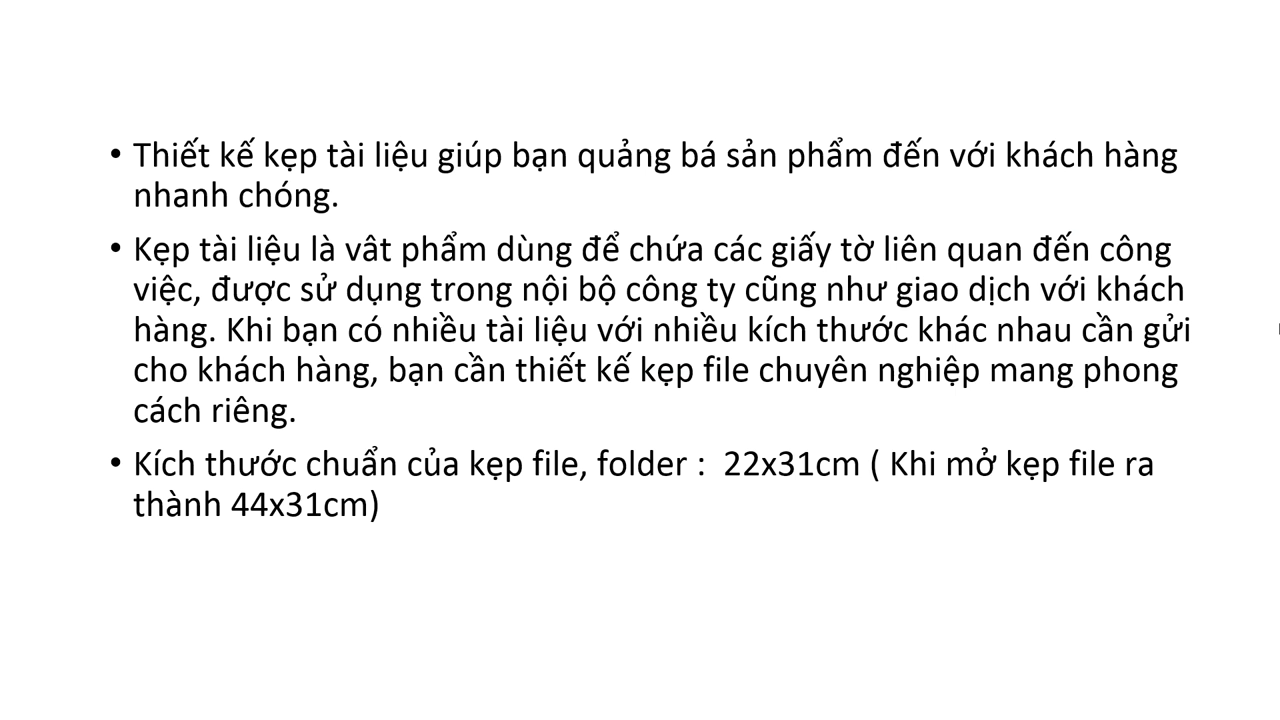 • Thiết kế kẹp tài liệu giúp bạn quảng bá sản phẩm đến với khách hàng
nhanh chóng.
• Kẹp tài liệu là vât phẩm dùng để chứa các giấy tờ liên quan đến công
việc, được sử dụng trong nội bộ công ty cũng như giao dịch với khách
hàng. Khi bạn có nhiều tài liệu với nhiều kích thước khác nhau cần gửi
cho khách hàng, bạn cần thiết kế kẹp file chuyên nghiệp mang phong
cách riêng.
• Kích thước chuẩn của kẹp file, folder :  22x31cm ( Khi mở kẹp file ra
thành 44x31cm)